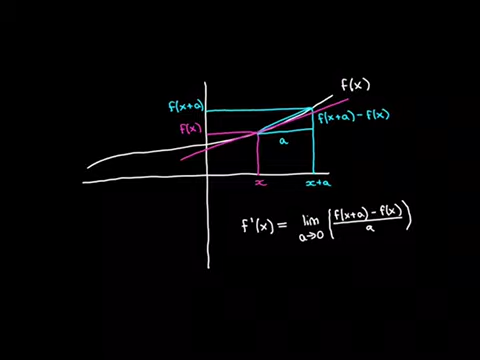 f(x)
f(x+a)
f(x+a)-f(x)
f(x)
a
x
x+a
f'(x) = lim a→0 (f(x+a)-f(x) / a)